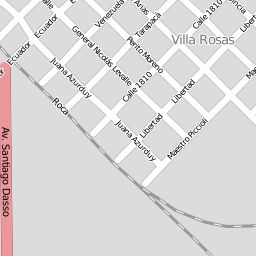 Venezuela
Arias
Tarapacá
Calle 1810
Ecuador
General Nicolás Levalle
Perito Moreno
Villa Rosas
Ecuador
Juana Azurduy
Calle 1810
Libertad
Roca
Juana Azurduy
Libertad
Maestro Piccioli
Av. Santiago Dasso